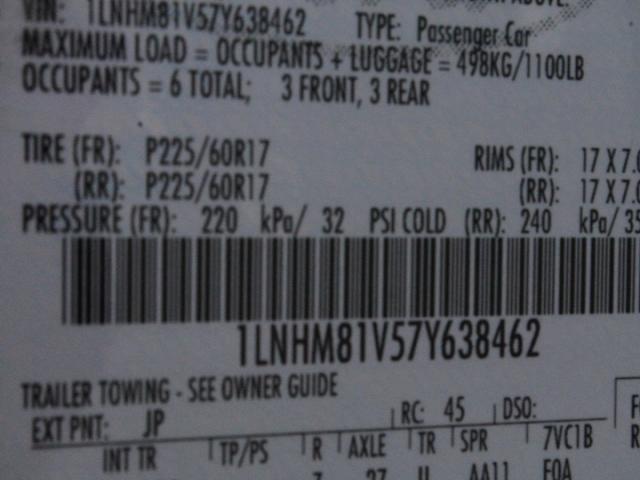 VIN: 1LNHM81V57Y638462 TYPE: Passenger Car
MAXIMUM LOAD = OCCUPANTS + LUGGAGE = 498KG/1100LB
OCCUPANTS = 6 TOTAL; 3 FRONT, 3 REAR
TIRE (FR): P225/60R17 RIMS (FR): 17 X 7.
(RR): P225/60R17 (RR): 17 X 7.
PRESSURE (FR): 220 kPa/ 32 PSI COLD (RR): 240 kPa/ 35
1LNHM81V57Y638462
TRAILER TOWING - SEE OWNER GUIDE
EXT PNT: JP RC: 45 DSO:
INT TR TP/PS R AXLE TR SPR 7VC1B
27 U AA11